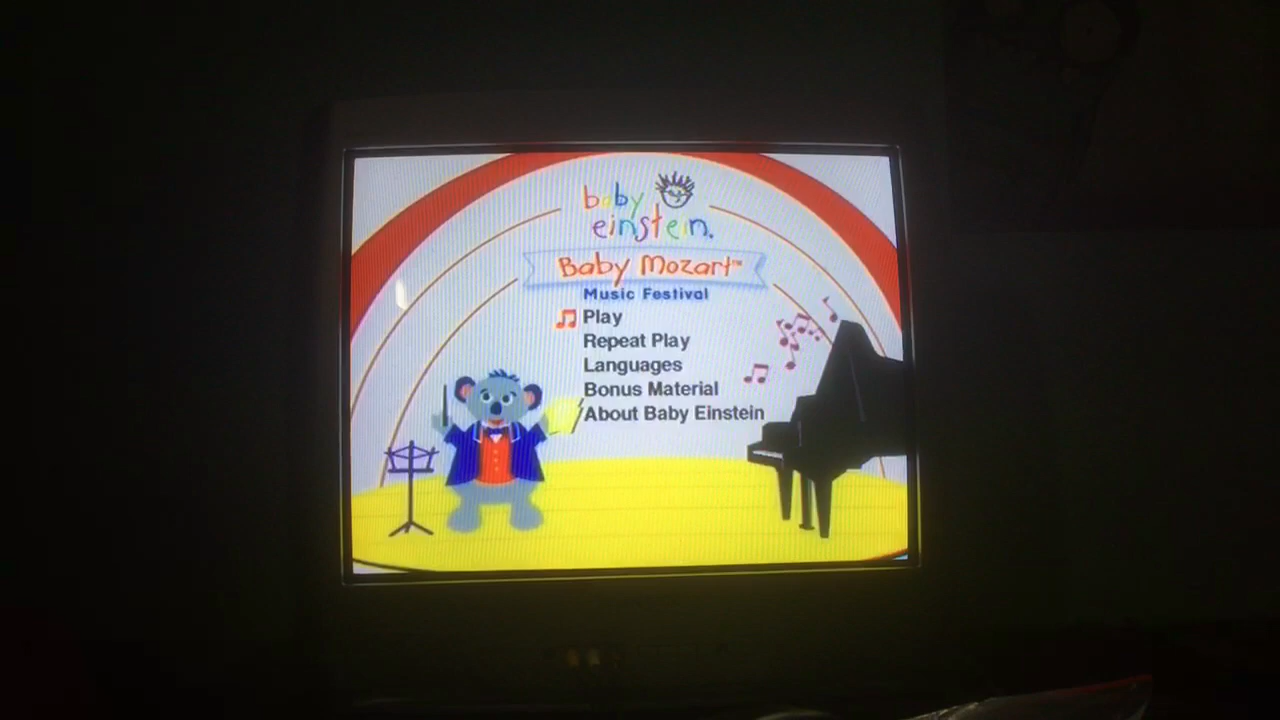 baby
einstein.
Baby Mozart™
Music Festival
Play
Repeat Play
Languages
Bonus Material
About Baby Einstein